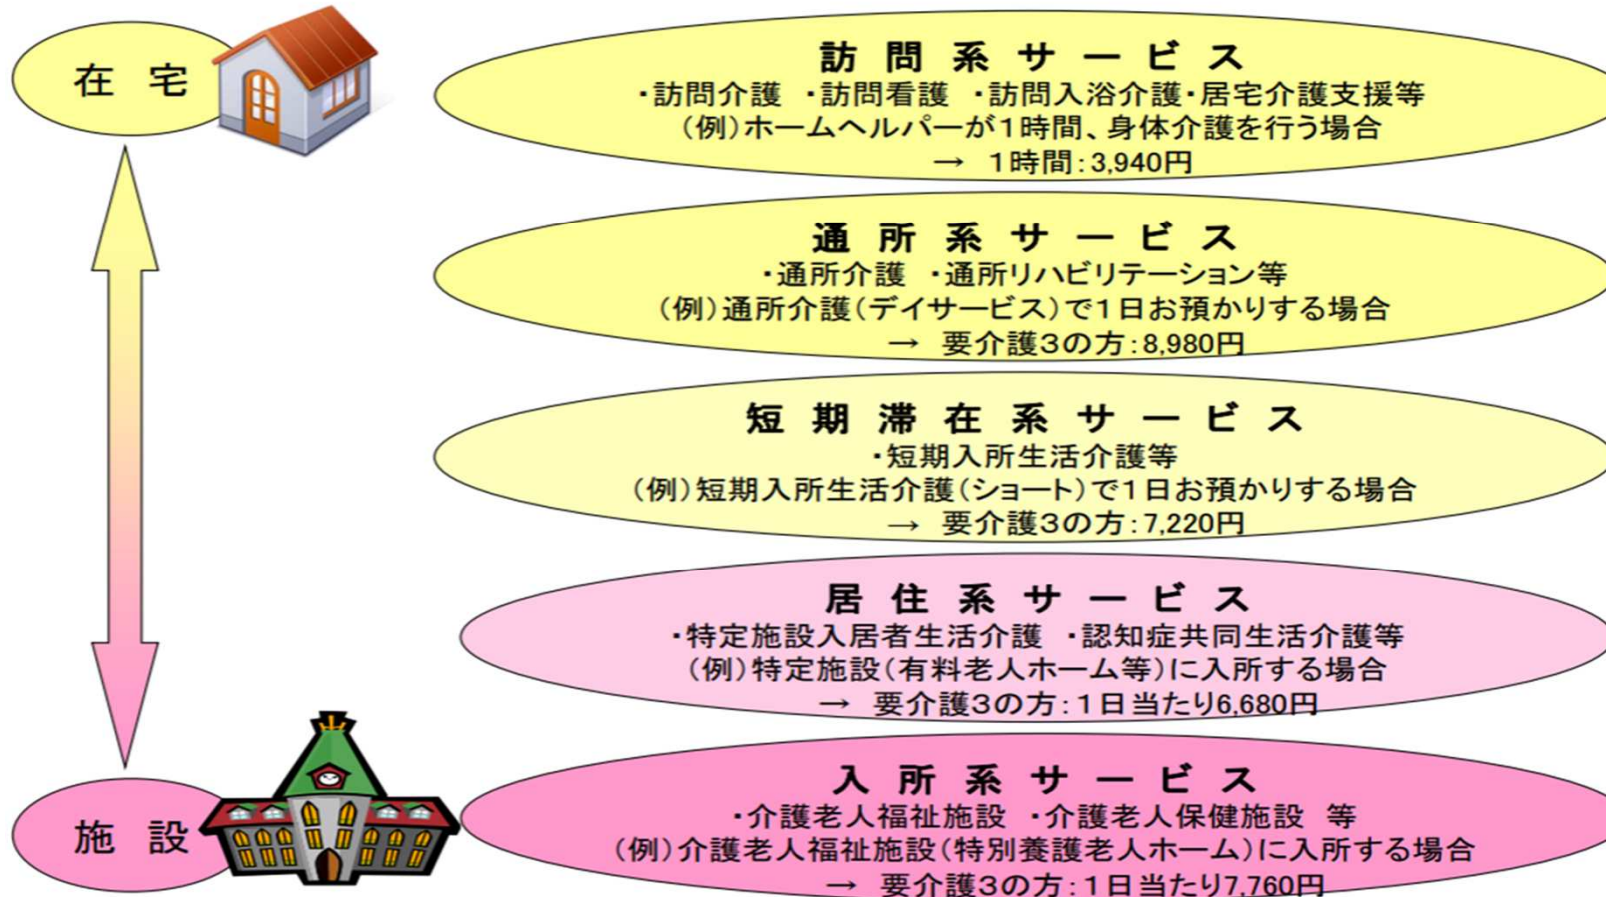 在 宅
訪 問 系 サ ー ビ ス
・訪問介護 ・訪問看護 ・訪問入浴介護・居宅介護支援等
(例)ホームヘルパーが1時間、身体介護を行う場合
→ 1時間:3,940円
通 所 系 サ ー ビ ス
・通所介護 ・通所リハビリテーション等
(例)通所介護(デイサービス)で1日お預かりする場合
→ 要介護3の方:8,980円
短 期 滞 在 系 サ ー ビ ス
・短期入所生活介護等
(例)短期入所生活介護(ショート)で1日お預かりする場合
→ 要介護3の方:7,220円
居 住 系 サ ー ビ ス
・特定施設入居者生活介護 ・認知症共同生活介護等
(例)特定施設(有料老人ホーム等)に入所する場合
→ 要介護3の方:1日当たり6,680円
施 設
入 所 系 サ ー ビ ス
・介護老人福祉施設 ・介護老人保健施設 等
(例)介護老人福祉施設(特別養護老人ホーム)に入所する場合
→ 要介護3の方:1日当たり7,760円